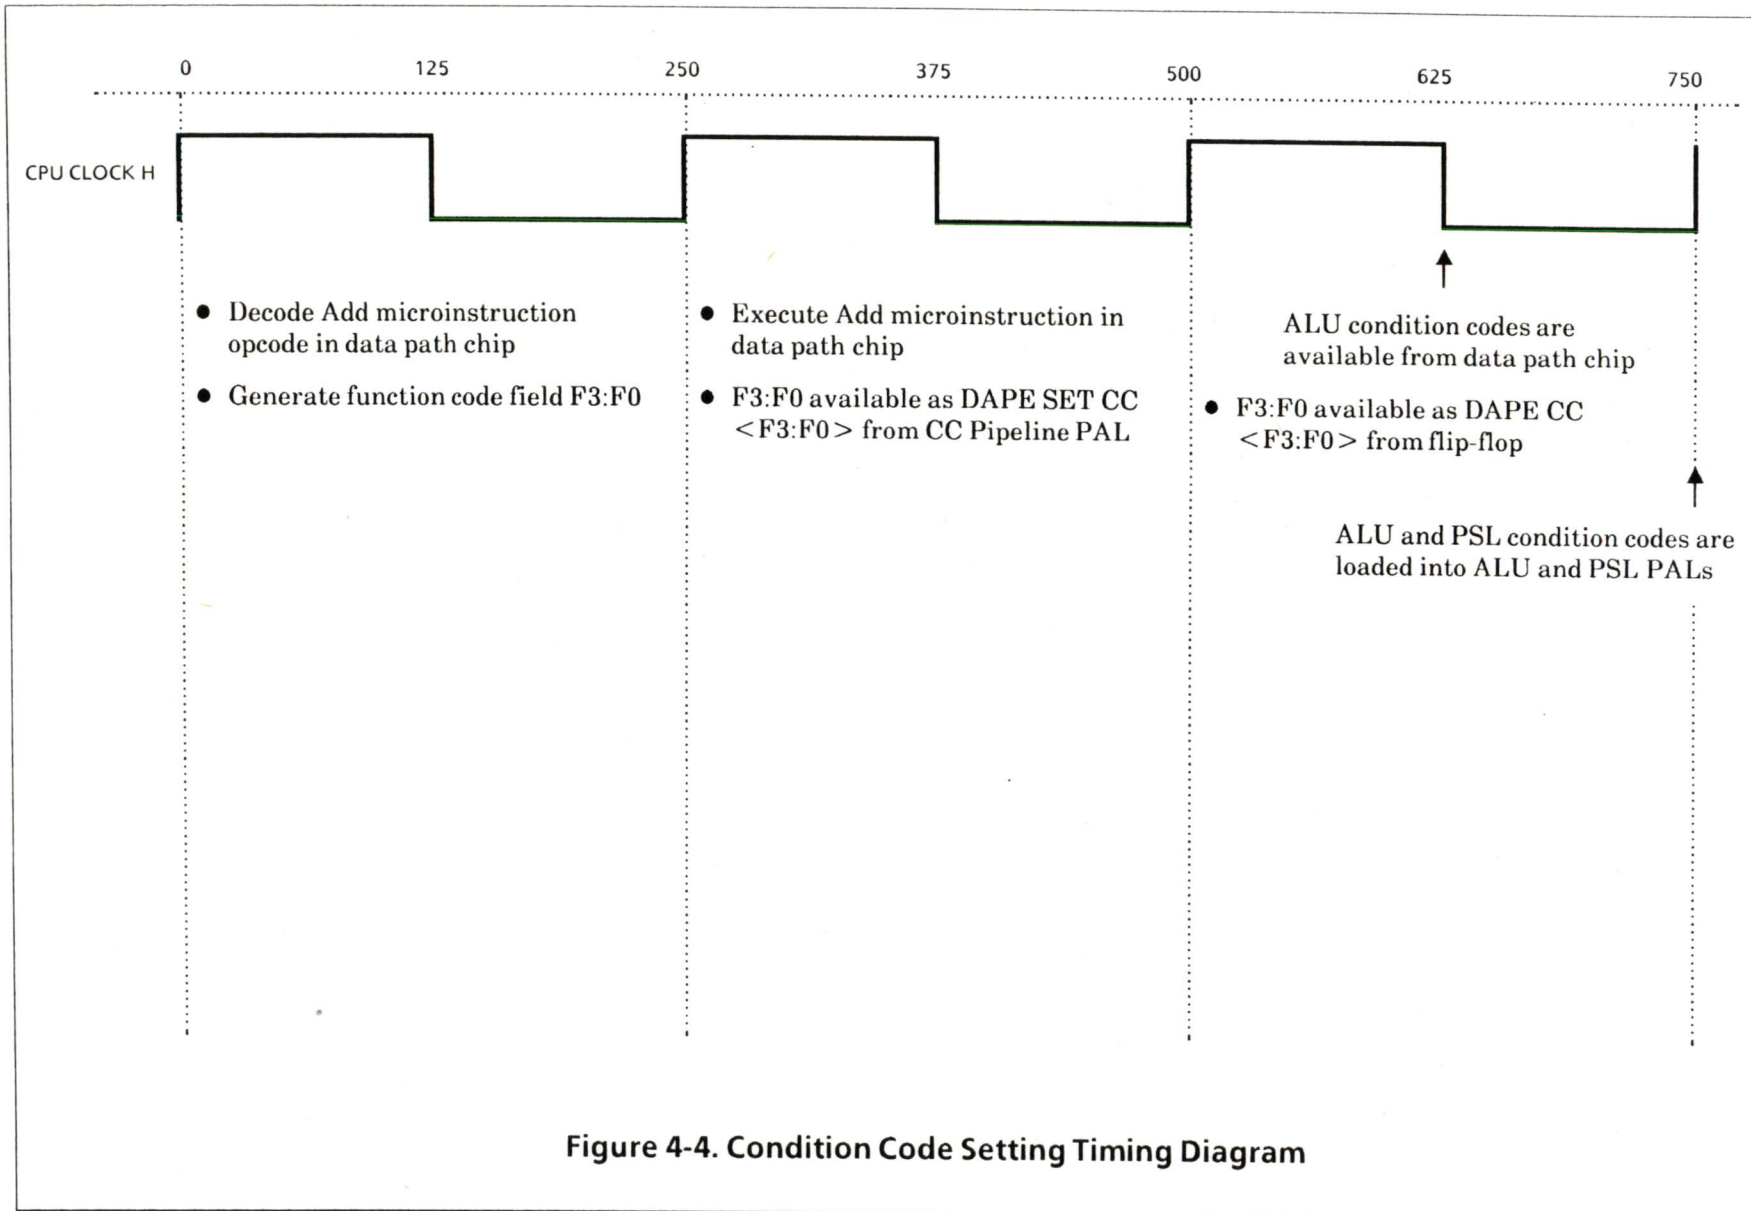 0 125 250 375 500 625 750
CPU CLOCK H
● Decode Add microinstruction
opcode in data path chip
● Generate function code field F3:F0
● Execute Add microinstruction in
data path chip
● F3:F0 available as DAPE SET CC
<F3:F0> from CC Pipeline PAL
ALU condition codes are
available from data path chip
● F3:F0 available as DAPE CC
<F3:F0> from flip-flop
ALU and PSL condition codes are
loaded into ALU and PSL PALs
Figure 4-4. Condition Code Setting Timing Diagram